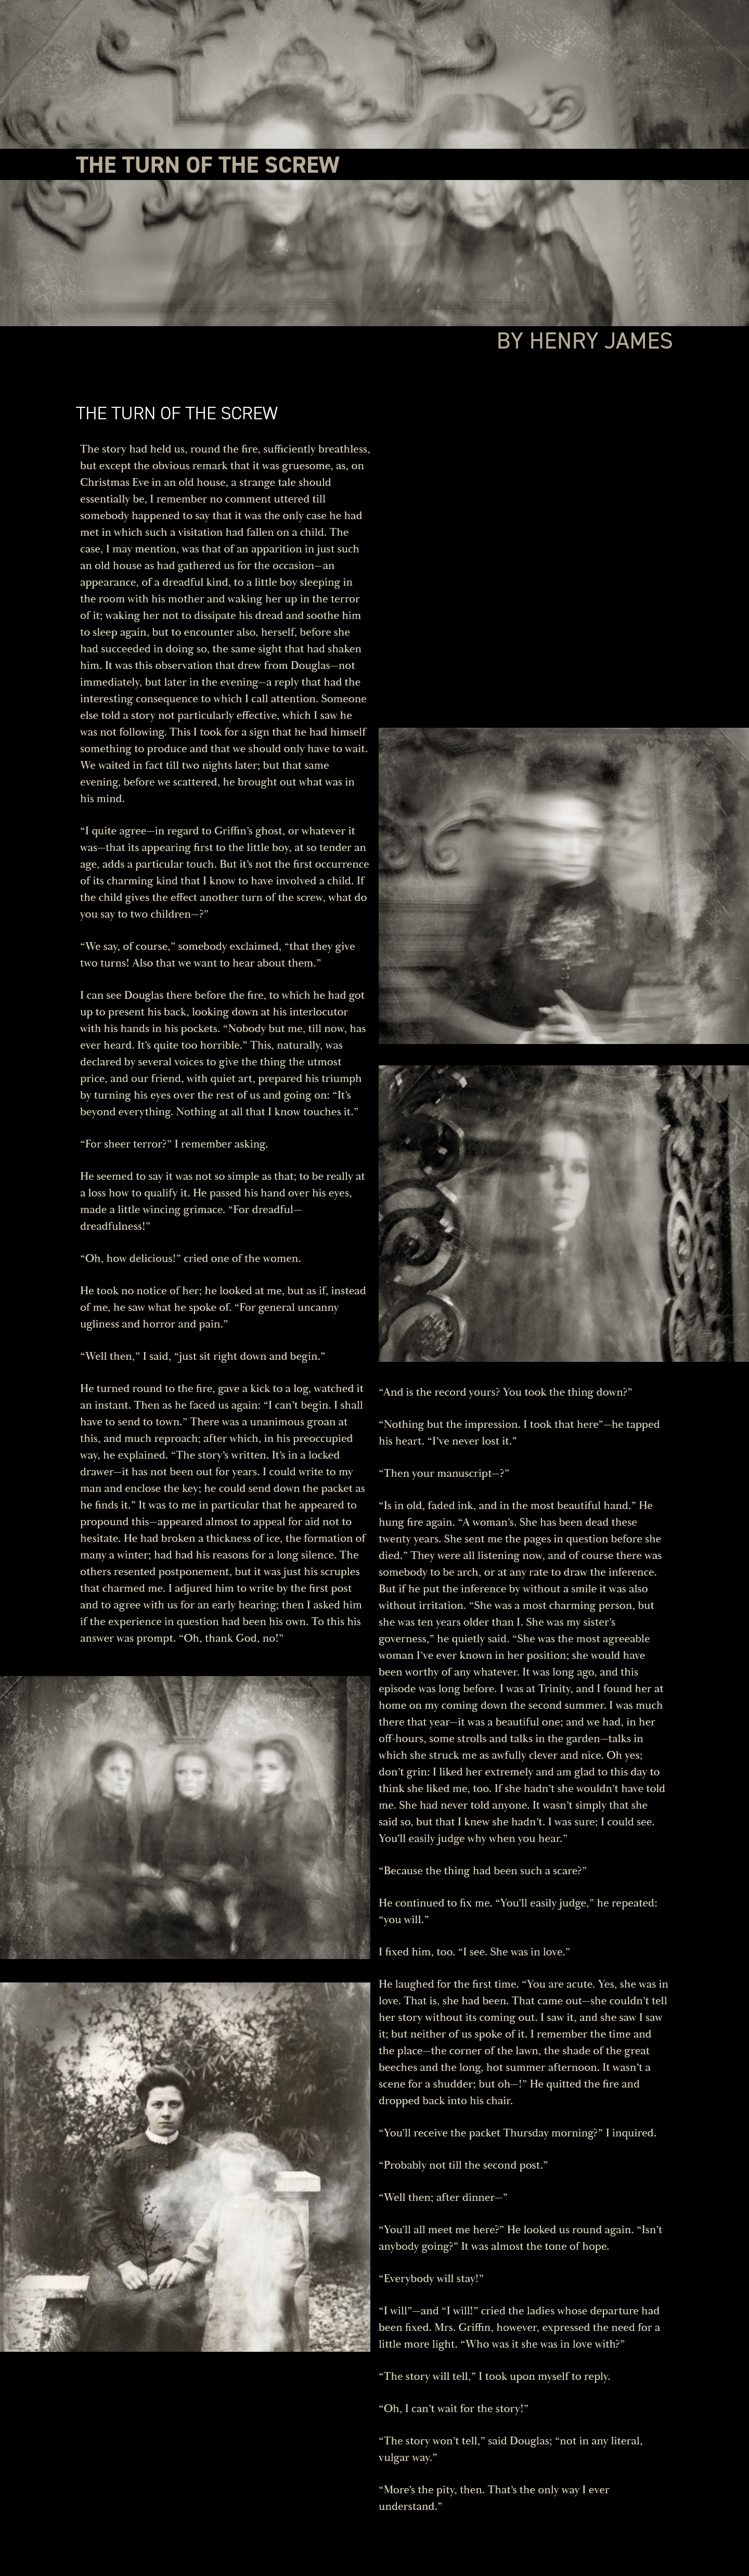 THE TURN OF THE SCREW
BY HENRY JAMES
THE TURN OF THE SCREW
The story had held us, round the fire, sufficiently breathless,
but except the obvious remark that it was gruesome, as, on
Christmas Eve in an old house, a strange tale should
essentially be, I remember no comment uttered till
somebody happened to say that it was the only case he had
met in which such a visitation had fallen on a child. The
case, I may mention, was that of an apparition in just such
an old house as had gathered us for the occasion—an
appearance, of a dreadful kind, to a little boy sleeping in
the room with his mother and waking her up in the terror
of it; waking her not to dissipate his dread and soothe him
to sleep again, but to encounter also, herself, before she
had succeeded in doing so, the same sight that had shaken
him. It was this observation that drew from Douglas—not
immediately, but later in the evening—a reply that had the
interesting consequence to which I call attention. Someone
else told a story not particularly effective, which I saw he
was not following. This I took for a sign that he had himself
something to produce and that we should only have to wait.
We waited in fact till two nights later; but that same
evening, before we scattered, he brought out what was in
his mind.
“I quite agree—in regard to Griffin’s ghost, or whatever it
was—that its appearing first to the little boy, at so tender an
age, adds a particular touch. But it’s not the first occurrence
of its charming kind that I know to have involved a child. If
the child gives the effect another turn of the screw, what do
you say to two children—?”
“We say, of course,” somebody exclaimed, “that they give
two turns! Also that we want to hear about them.”
I can see Douglas there before the fire, to which he had got
up to present his back, looking down at his interlocutor
with his hands in his pockets. “Nobody but me, till now, has
ever heard. It’s quite too horrible.” This, naturally, was
declared by several voices to give the thing the utmost
price, and our friend, with quiet art, prepared his triumph
by turning his eyes over the rest of us and going on: “It’s
beyond everything. Nothing at all that I know touches it.”
“For sheer terror?” I remember asking.
He seemed to say it was not so simple as that; to be really at
a loss how to qualify it. He passed his hand over his eyes,
made a little wincing grimace. “For dreadful—
dreadfulness!”
“Oh, how delicious!” cried one of the women.
He took no notice of her; he looked at me, but as if, instead
of me, he saw what he spoke of. “For general uncanny
ugliness and horror and pain.”
“Well then,” I said, “just sit right down and begin.”
He turned round to the fire, gave a kick to a log, watched it
an instant. Then as he faced us again: “I can’t begin. I shall
have to send to town.” There was a unanimous groan at
this, and much reproach; after which, in his preoccupied
way, he explained. “The story’s written. It’s in a locked
drawer—it has not been out for years. I could write to my
man and enclose the key; he could send down the packet as
he finds it.” It was to me in particular that he appeared to
propound this—appeared almost to appeal for aid not to
hesitate. He had broken a thickness of ice, the formation of
many a winter; had had his reasons for a long silence. The
others resented postponement, but it was just his scruples
that charmed me. I adjured him to write by the first post
and to agree with us for an early hearing; then I asked him
if the experience in question had been his own. To this his
answer was prompt. “Oh, thank God, no!”
“And is the record yours? You took the thing down?”
“Nothing but the impression. I took that here”—he tapped
his heart. “I’ve never lost it.”
“Then your manuscript—?”
“Is in old, faded ink, and in the most beautiful hand.” He
hung fire again. “A woman’s. She has been dead these
twenty years. She sent me the pages in question before she
died.” They were all listening now, and of course there was
somebody to be arch, or at any rate to draw the inference.
But if he put the inference by without a smile it was also
without irritation. “She was a most charming person, but
she was ten years older than I. She was my sister’s
governess,” he quietly said. “She was the most agreeable
woman I’ve ever known in her position; she would have
been worthy of any whatever. It was long ago, and this
episode was long before. I was at Trinity, and I found her at
home on my coming down the second summer. I was much
there that year—it was a beautiful one; and we had, in her
off-hours, some strolls and talks in the garden—talks in
which she struck me as awfully clever and nice. Oh yes;
don’t grin: I liked her extremely and am glad to this day to
think she liked me, too. If she hadn’t she wouldn’t have told
me. She had never told anyone. It wasn’t simply that she
said so, but that I knew she hadn’t. I was sure; I could see.
You’ll easily judge why when you hear.”
“Because the thing had been such a scare?”
He continued to fix me. “You’ll easily judge,” he repeated:
“you will.”
I fixed him, too. “I see. She was in love.”
He laughed for the first time. “You are acute. Yes, she was in
love. That is, she had been. That came out—she couldn’t tell
her story without its coming out. I saw it, and she saw I saw
it; but neither of us spoke of it. I remember the time and
the place—the corner of the lawn, the shade of the great
beeches and the long, hot summer afternoon. It wasn’t a
scene for a shudder; but oh—!” He quitted the fire and
dropped back into his chair.
“You’ll receive the packet Thursday morning?” I inquired.
“Probably not till the second post.”
“Well then; after dinner—”
“You’ll all meet me here?” He looked us round again. “Isn’t
anybody going?” It was almost the tone of hope.
“Everybody will stay!”
“I will”—and “I will!” cried the ladies whose departure had
been fixed. Mrs. Griffin, however, expressed the need for a
little more light. “Who was it she was in love with?”
“The story will tell,” I took upon myself to reply.
“Oh, I can’t wait for the story!”
“The story won’t tell,” said Douglas; “not in any literal,
vulgar way.”
“More’s the pity, then. That’s the only way I ever
understand.”